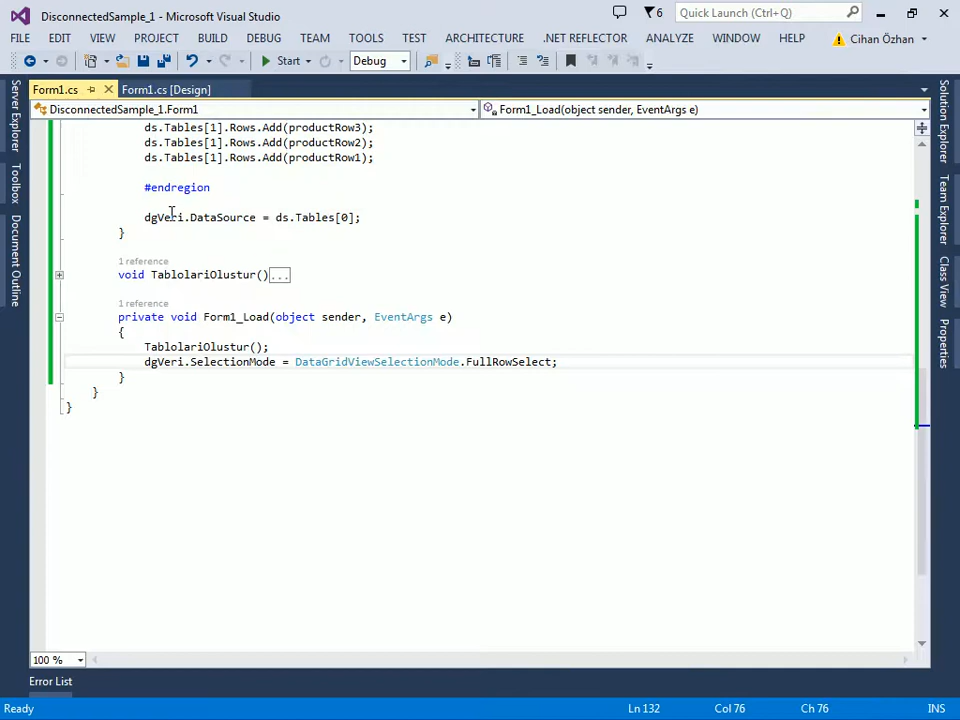 DisconnectedSample_1 - Microsoft Visual Studio
6
Quick Launch (Ctrl+Q)
FILE EDIT VIEW PROJECT BUILD DEBUG TEAM TOOLS TEST ARCHITECTURE .NET REFLECTOR ANALYZE WINDOW HELP Cihan Özhan
Start Debug
Form1.cs Form1.cs [Design]
DisconnectedSample_1.Form1 Form1_Load(object sender, EventArgs e)
Server Explorer
Toolbox
Document Outline
ds.Tables[1].Rows.Add(productRow3);
ds.Tables[1].Rows.Add(productRow2);
ds.Tables[1].Rows.Add(productRow1);
#endregion
dgVeri.DataSource = ds.Tables[0];
}
1 reference
void TablolariOlustur()...
1 reference
private void Form1_Load(object sender, EventArgs e)
{
TablolariOlustur();
dgVeri.SelectionMode = DataGridViewSelectionMode.FullRowSelect;
}
}
}
Solution Explorer
Team Explorer
Class View
Properties
100 %
Error List
Ready Ln 132 Col 76 Ch 76 INS